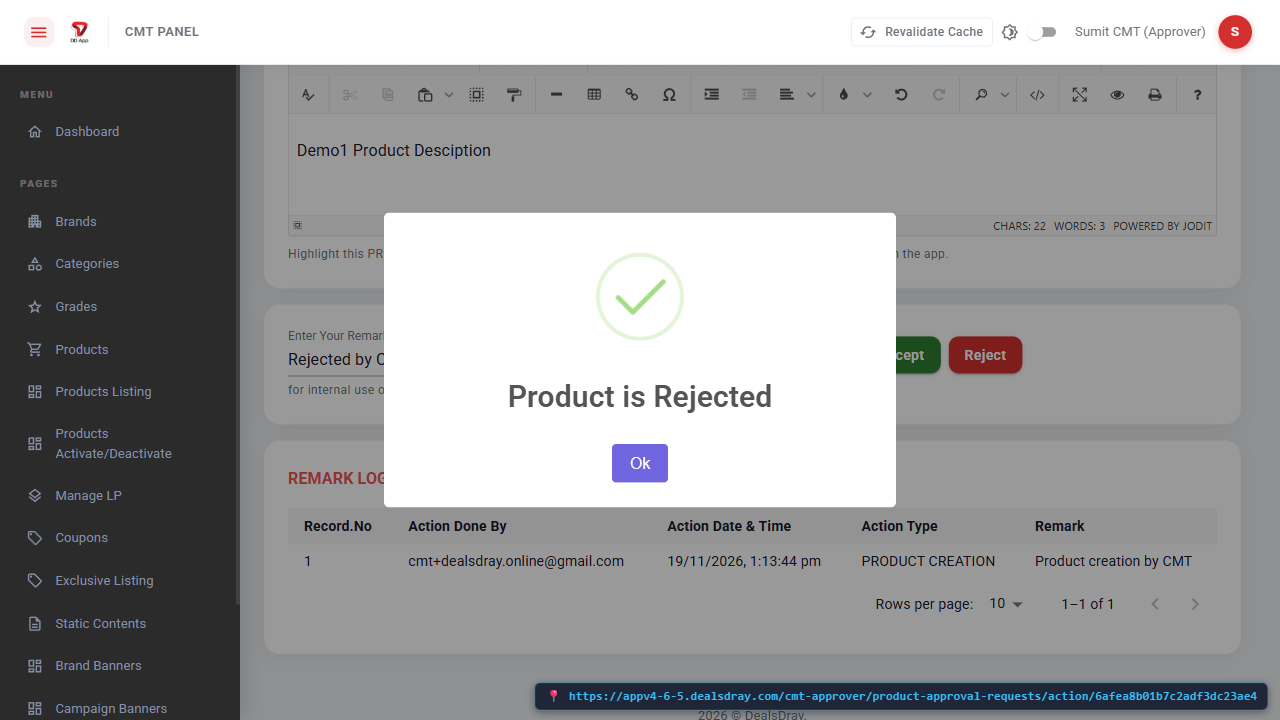 DD App
CMT PANEL
Revalidate Cache
Sumit CMT (Approver)
S
MENU
Dashboard
PAGES
Brands
Categories
Grades
Products
Products Listing
Products
Activate/Deactivate
Manage LP
Coupons
Exclusive Listing
Static Contents
Brand Banners
Campaign Banners
Demo1 Product Desciption
CHARS: 22 WORDS: 3 POWERED BY JODIT
Highlight this PR
n the app.
Product is Rejected
Ok
Enter Your Remar
Rejected by C
for internal use o
cept
Reject
REMARK LOG
Record.No Action Done By Action Date & Time Action Type Remark
1 cmt+dealsdray.online@gmail.com 19/11/2026, 1:13:44 pm PRODUCT CREATION Product creation by CMT
Rows per page: 10 1–1 of 1
https://appv4-6-5.dealsdray.com/cmt-approver/product-approval-requests/action/6afea8b01b7c2adf3dc23ae4
2026 © DealsDray.